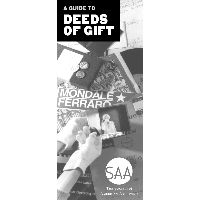 A GUIDE TO
DEEDS
OF GIFT
MONDALE
FERRARO
SAA